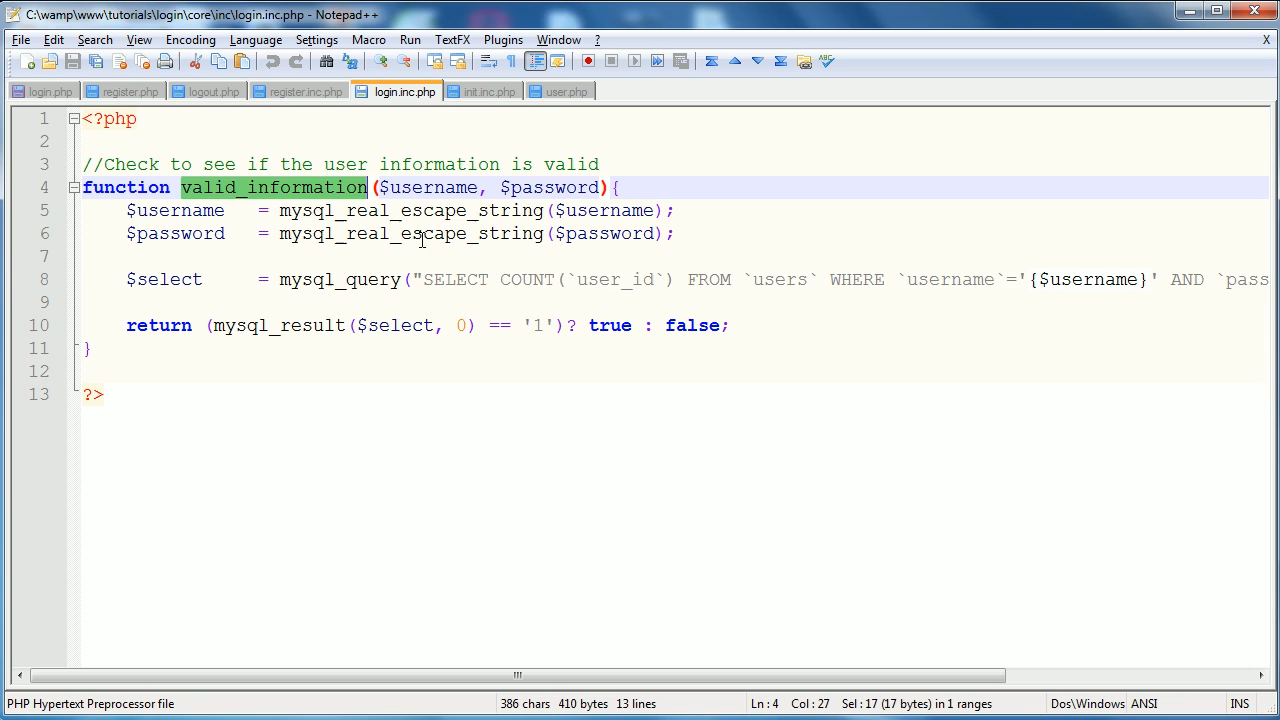 C:\wamp\www\tutorials\login\core\inc\login.inc.php - Notepad++
File Edit Search View Encoding Language Settings Macro Run TextFX Plugins Window ? X
login.php register.php logout.php register.inc.php login.inc.php init.inc.php user.php
1 <?php
2
3 //Check to see if the user information is valid
4 function valid_information($username, $password){
5 $username = mysql_real_escape_string($username);
6 $password = mysql_real_escape_string($password);
7
8 $select = mysql_query("SELECT COUNT(`user_id`) FROM `users` WHERE `username`='{$username}' AND `pass
9
10 return (mysql_result($select, 0) == '1')? true : false;
11 }
12
13 ?>
PHP Hypertext Preprocessor file 386 chars 410 bytes 13 lines Ln : 4 Col : 27 Sel : 17 (17 bytes) in 1 ranges Dos\Windows ANSI INS